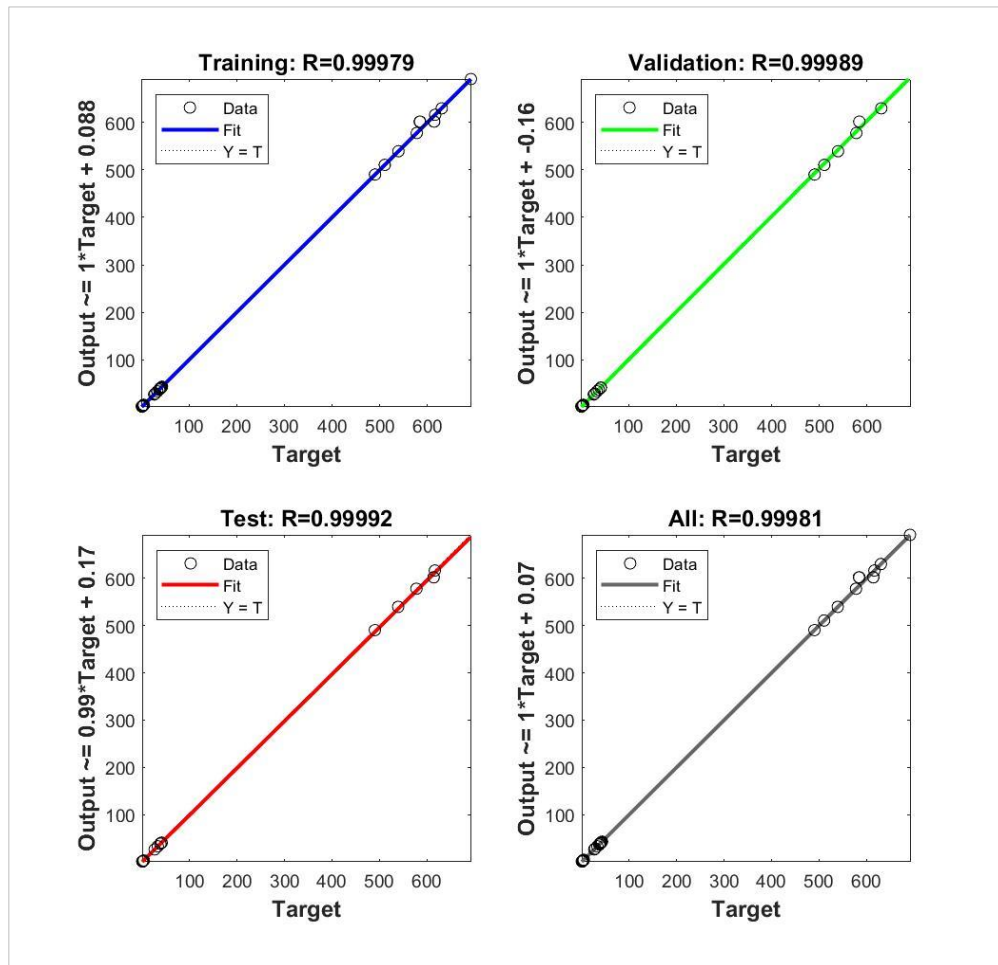 Training: R=0.99979
Output ~= 1*Target + 0.088
Data
Fit
Y = T
600
500
400
300
200
100
100 200 300 400 500 600
Target
Validation: R=0.99989
Output ~= 1*Target + -0.16
Data
Fit
Y = T
600
500
400
300
200
100
100 200 300 400 500 600
Target
Test: R=0.99992
Output ~= 0.99*Target + 0.17
Data
Fit
Y = T
600
500
400
300
200
100
100 200 300 400 500 600
Target
All: R=0.99981
Output ~= 1*Target + 0.07
Data
Fit
Y = T
600
500
400
300
200
100
100 200 300 400 500 600
Target